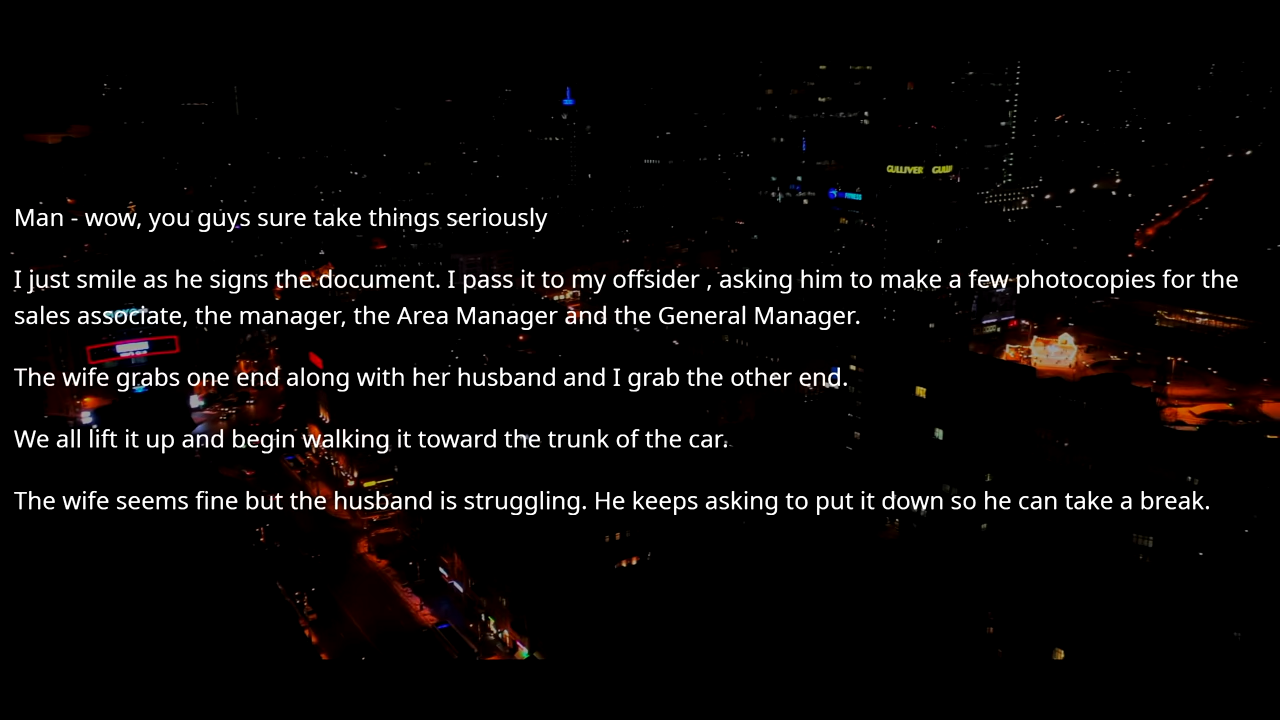 GULLIVER GULLI
FITNESS
Man - wow, you guys sure take things seriously
I just smile as he signs the document. I pass it to my offsider , asking him to make a few photocopies for the
sales associate, the manager, the Area Manager and the General Manager.
The wife grabs one end along with her husband and I grab the other end.
We all lift it up and begin walking it toward the trunk of the car.
The wife seems fine but the husband is struggling. He keeps asking to put it down so he can take a break.